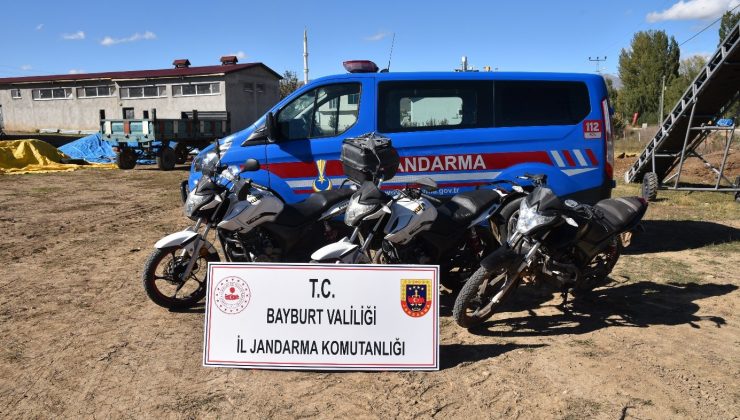 112
JANDARMA
T.C.
BAYBURT VALİLİĞİ
İL JANDARMA KOMUTANLIĞI